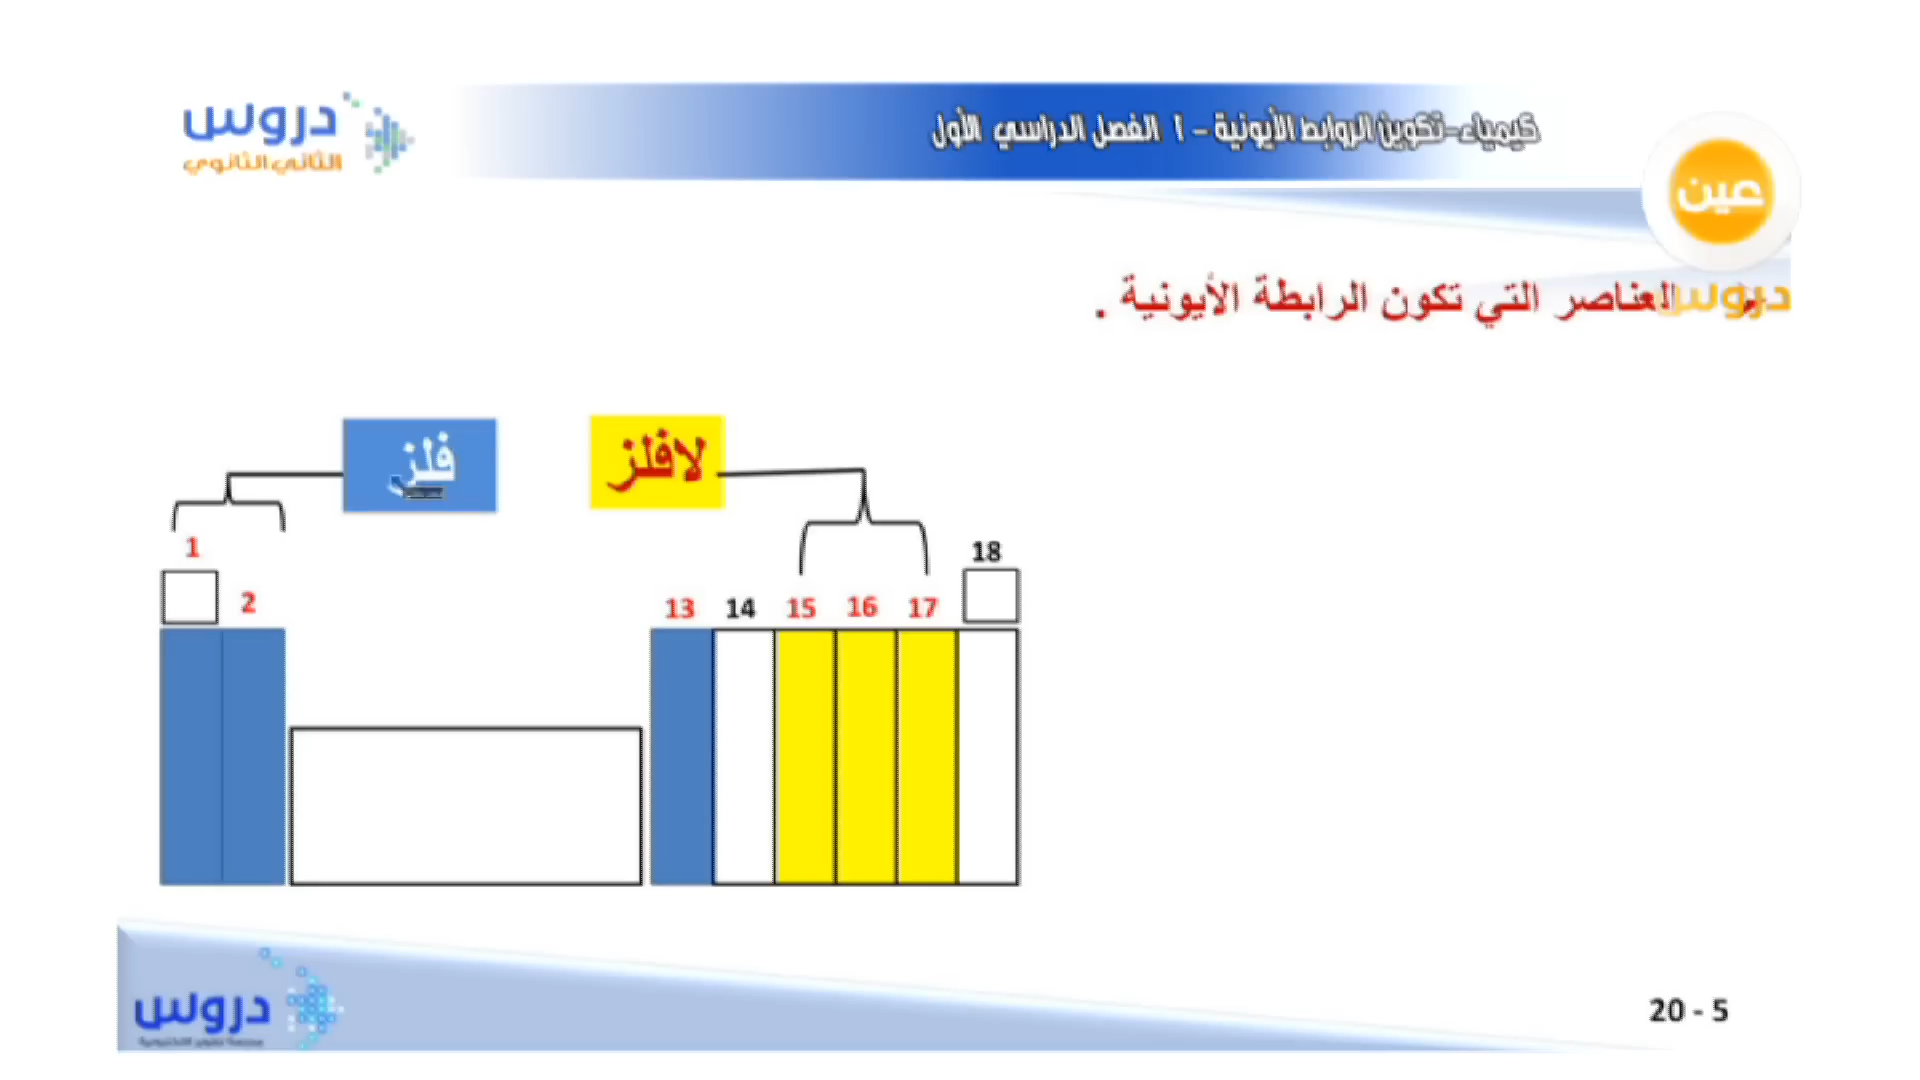 دروس
الثاني الثانوي
كيمياء-تكوين الروابط الأيونية - ١ الفصل الدراسي الأول
عين
دروس
العناصر التي تكون الرابطة الأيونية .
فلز
لافلز
1
18
2
13 14 15 16 17
دروس
20 - 5